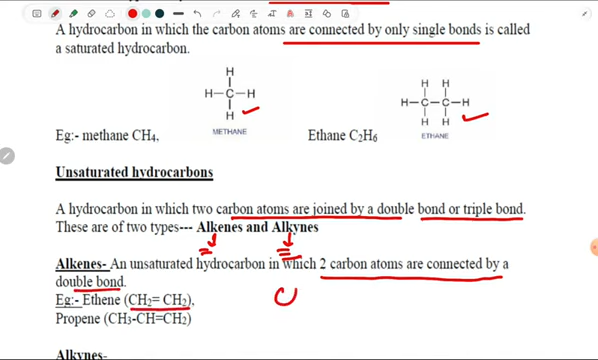 A hydrocarbon in which the carbon atoms are connected by only single bonds is called
a saturated hydrocarbon.
H
H-C-H
H
METHANE
H H
H-C-C-H
H H
ETHANE
Eg:- methane CH₄, Ethane C₂H₆
Unsaturated hydrocarbons
A hydrocarbon in which two carbon atoms are joined by a double bond or triple bond.
These are of two types--- Alkenes and Alkynes
Alkenes- An unsaturated hydrocarbon in which 2 carbon atoms are connected by a
double bond.
Eg:- Ethene (CH₂= CH₂),
Propene (CH₃-CH=CH₂)
Alkynes-